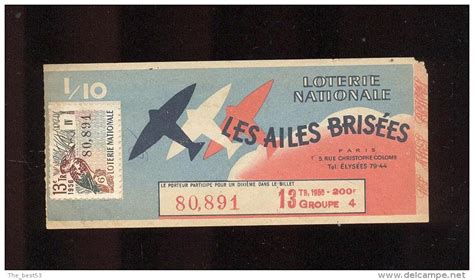 1/10
LOTERIE
NATIONALE
LES AILES BRISÉES
PARIS
5 RUE CHRISTOPHE COLOMB
Tél. ÉLYSÉES 79-44
80,891
LOTERIE NATIONALE
13 TR.
LE PORTEUR PARTICIPE POUR UN DIXIÈME DANS LE BILLET
80,891
13 TR. 1956 - 200F
GROUPE 4
The_best53
delcampe.net